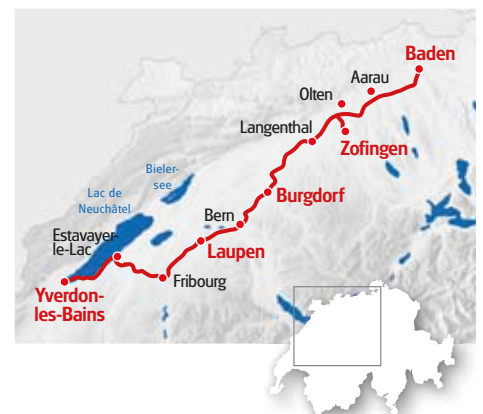 Baden
Aarau
Olten
Langenthal
Zofingen
Bieler-
see
Burgdorf
Lac de
Neuchâtel
Bern
Estavayer-
le-Lac
Laupen
Fribourg
Yverdon-
les-Bains